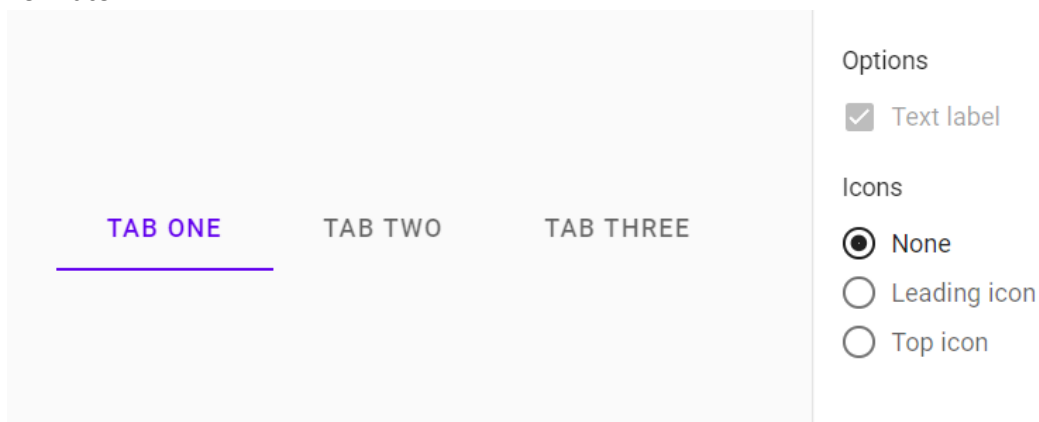 TAB ONE TAB TWO TAB THREE
Options
Text label
Icons
None
Leading icon
Top icon